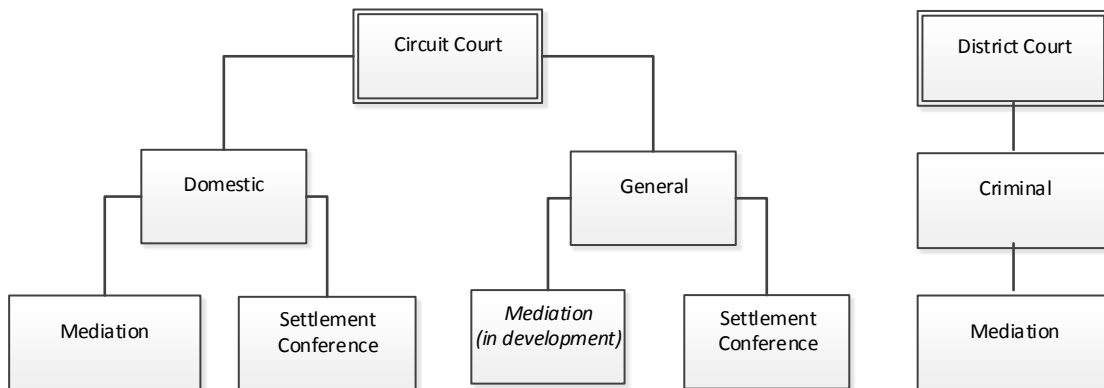 Circuit Court
District Court
Domestic
General
Criminal
Mediation
Settlement
Conference
Mediation
(in development)
Settlement
Conference
Mediation